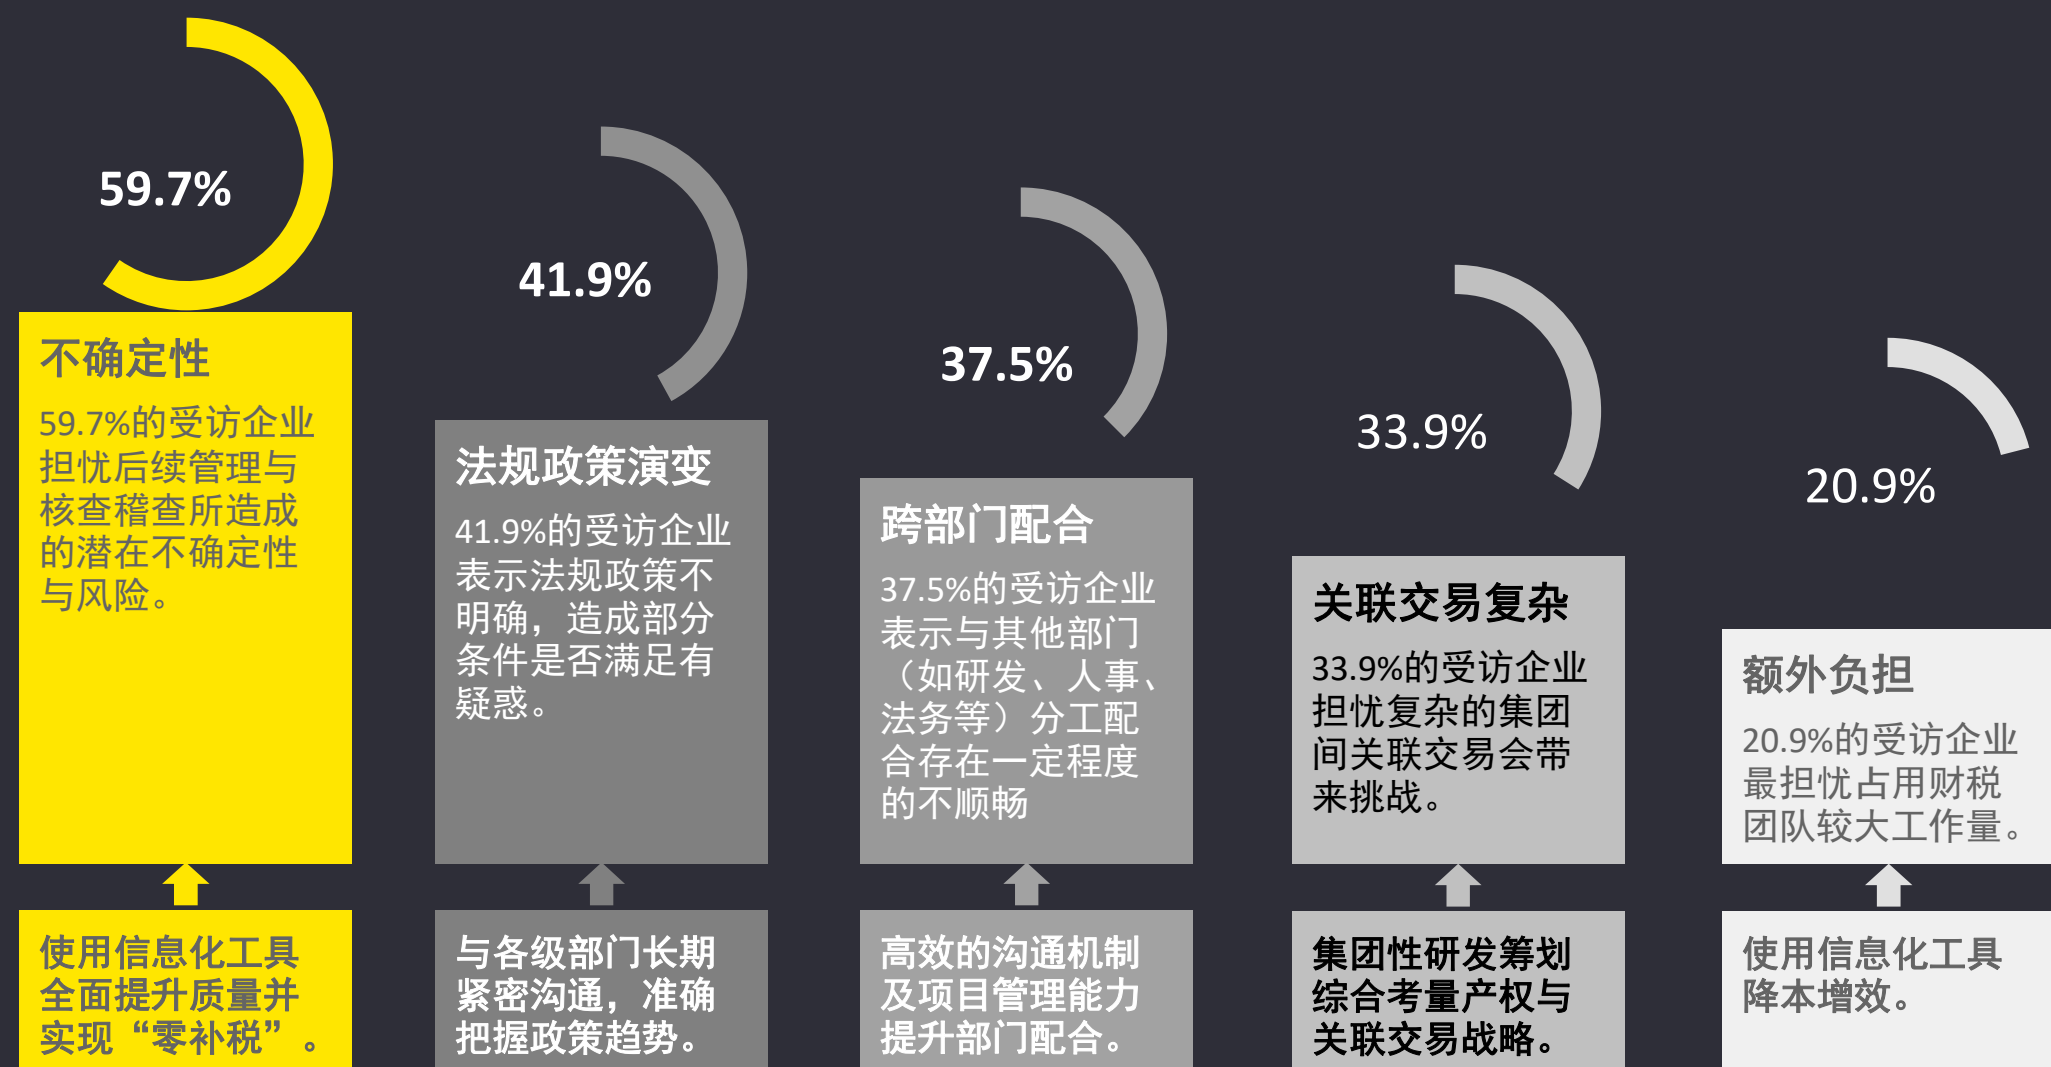 59.7%
不确定性
59.7%的受访企业
担忧后续管理与
核查稽查所造成
的潜在不确定性
与风险。
使用信息化工具
全面提升质量并
实现“零补税”。
41.9%
法规政策演变
41.9%的受访企业
表示法规政策不
明确，造成部分
条件是否满足有
疑惑。
与各级部门长期
紧密沟通，准确
把握政策趋势。
37.5%
跨部门配合
37.5%的受访企业
表示与其他部门
（如研发、人事、
法务等）分工配
合存在一定程度
的不顺畅
高效的沟通机制
及项目管理能力
提升部门配合。
33.9%
关联交易复杂
33.9%的受访企业
担忧复杂的集团
间关联交易会带
来挑战。
集团性研发筹划
综合考量产权与
关联交易战略。
20.9%
额外负担
20.9%的受访企业
最担忧占用财税
团队较大工作量。
使用信息化工具
降本增效。